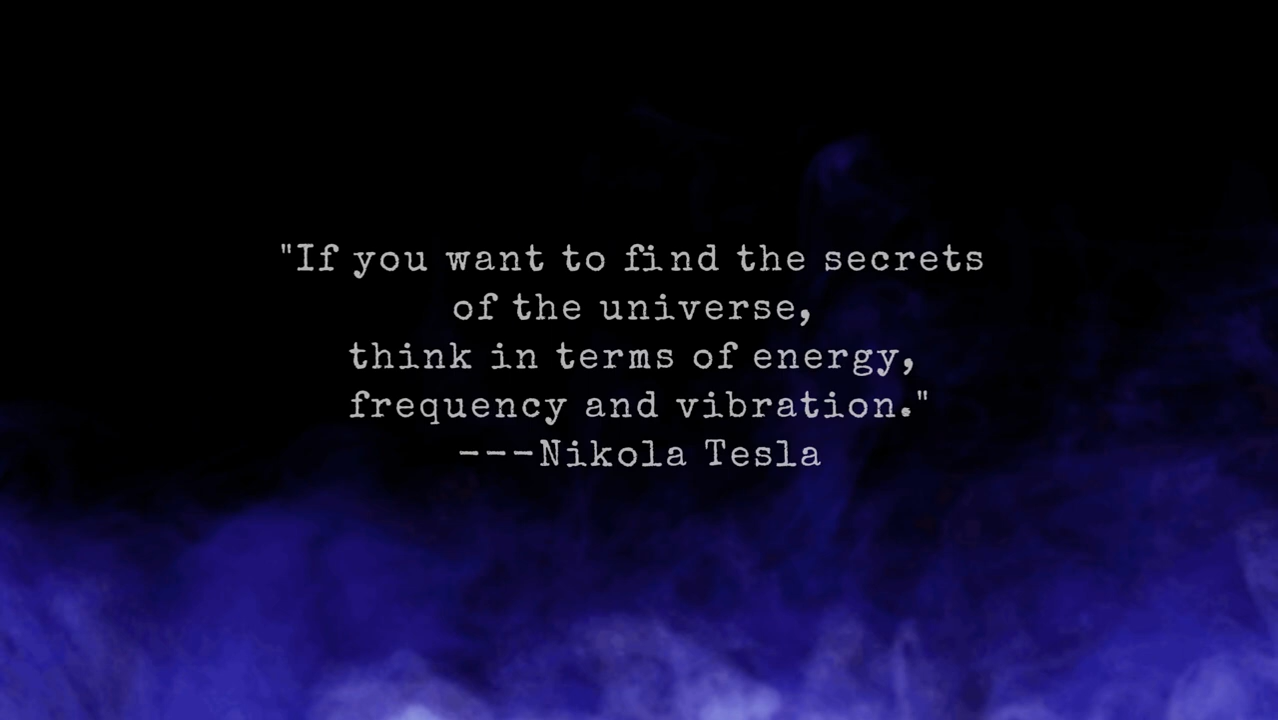 "If you want to find the secrets
of the universe,
think in terms of energy,
frequency and vibration."
---Nikola Tesla